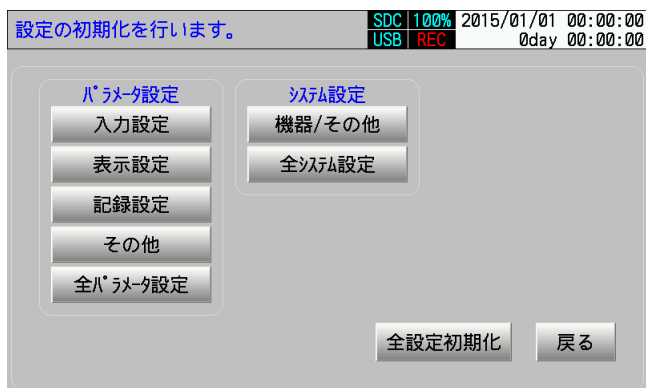 設定の初期化を行います。
SDC 100% 2015/01/01 00:00:00
USB REC 0day 00:00:00
ﾊﾟﾗﾒｰﾀ設定
ｼｽﾃﾑ設定
入力設定
機器/その他
表示設定
全ｼｽﾃﾑ設定
記録設定
その他
全ﾊﾟﾗﾒｰﾀ設定
全設定初期化
戻る